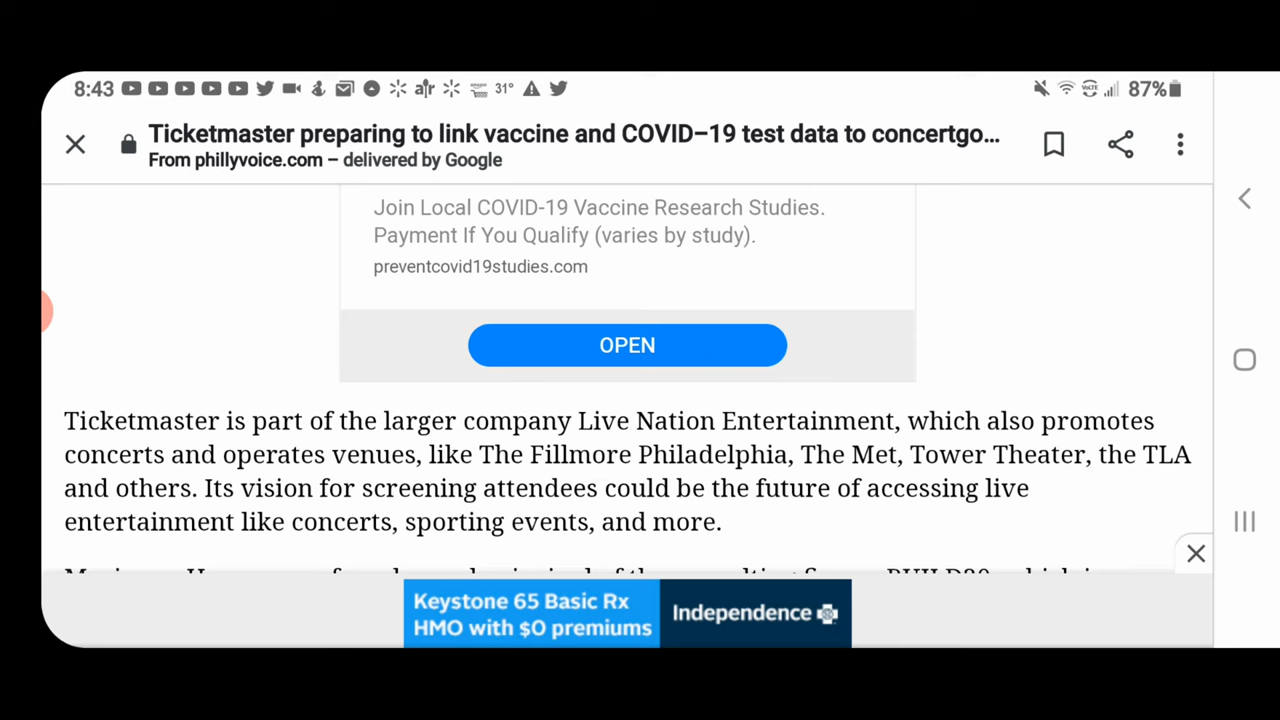 8:43
31°
87%
Ticketmaster preparing to link vaccine and COVID–19 test data to concertgo...
From phillyvoice.com – delivered by Google
Join Local COVID-19 Vaccine Research Studies.
Payment If You Qualify (varies by study).
preventcovid19studies.com
OPEN
Ticketmaster is part of the larger company Live Nation Entertainment, which also promotes
concerts and operates venues, like The Fillmore Philadelphia, The Met, Tower Theater, the TLA
and others. Its vision for screening attendees could be the future of accessing live
entertainment like concerts, sporting events, and more.
Keystone 65 Basic Rx
HMO with $0 premiums
Independence